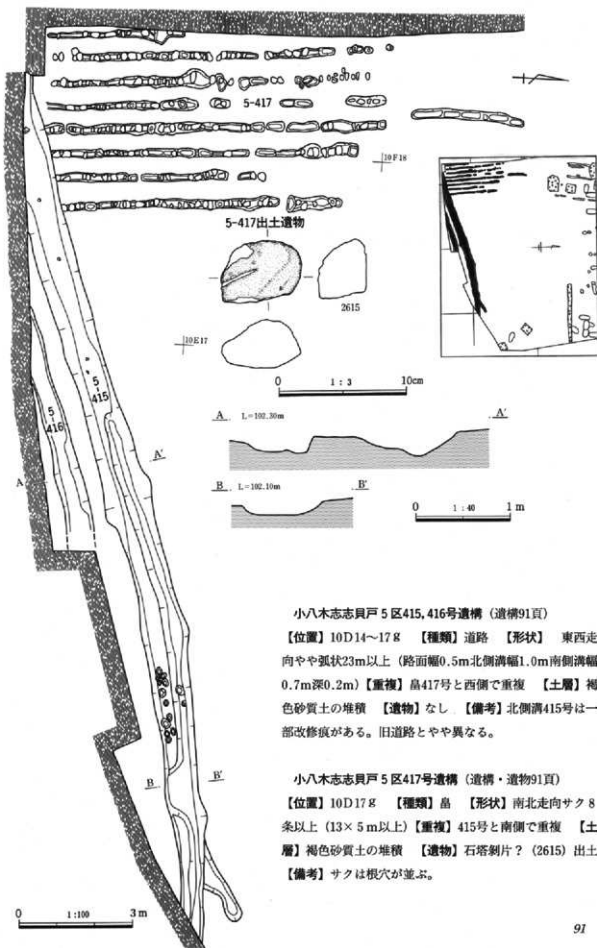 5-417
10F18
5-417出土遺物
2615
10E17
0 1:3 10cm
5-415
5-416
A L=102.30m A'
B L=102.10m B'
0 1:40 1m
A A'
B B'
小八木志志貝戸5区415,416号遺構(遺構91頁)
【位置】10D14～17g 【種類】道路 【形状】 東西走
向やや弧状23m以上(路面幅0.5m北側溝幅1.0m南側溝幅
0.7m深0.2m)【重複】畠417号と西側で重複 【土層】褐
色砂質土の堆積 【遺物】なし 【備考】北側溝415号は一
部改修痕がある。旧道路とやや異なる。
小八木志志貝戸5区417号遺構(遺構・遺物91頁)
【位置】10D17g 【種類】畠 【形状】南北走向サク8
条以上(13×5m以上)【重複】415号と南側で重複 【土
層】褐色砂質土の堆積 【遺物】石塔剝片?(2615)出土
【備考】サクは根穴が並ぶ。
0 1:100 3m
91